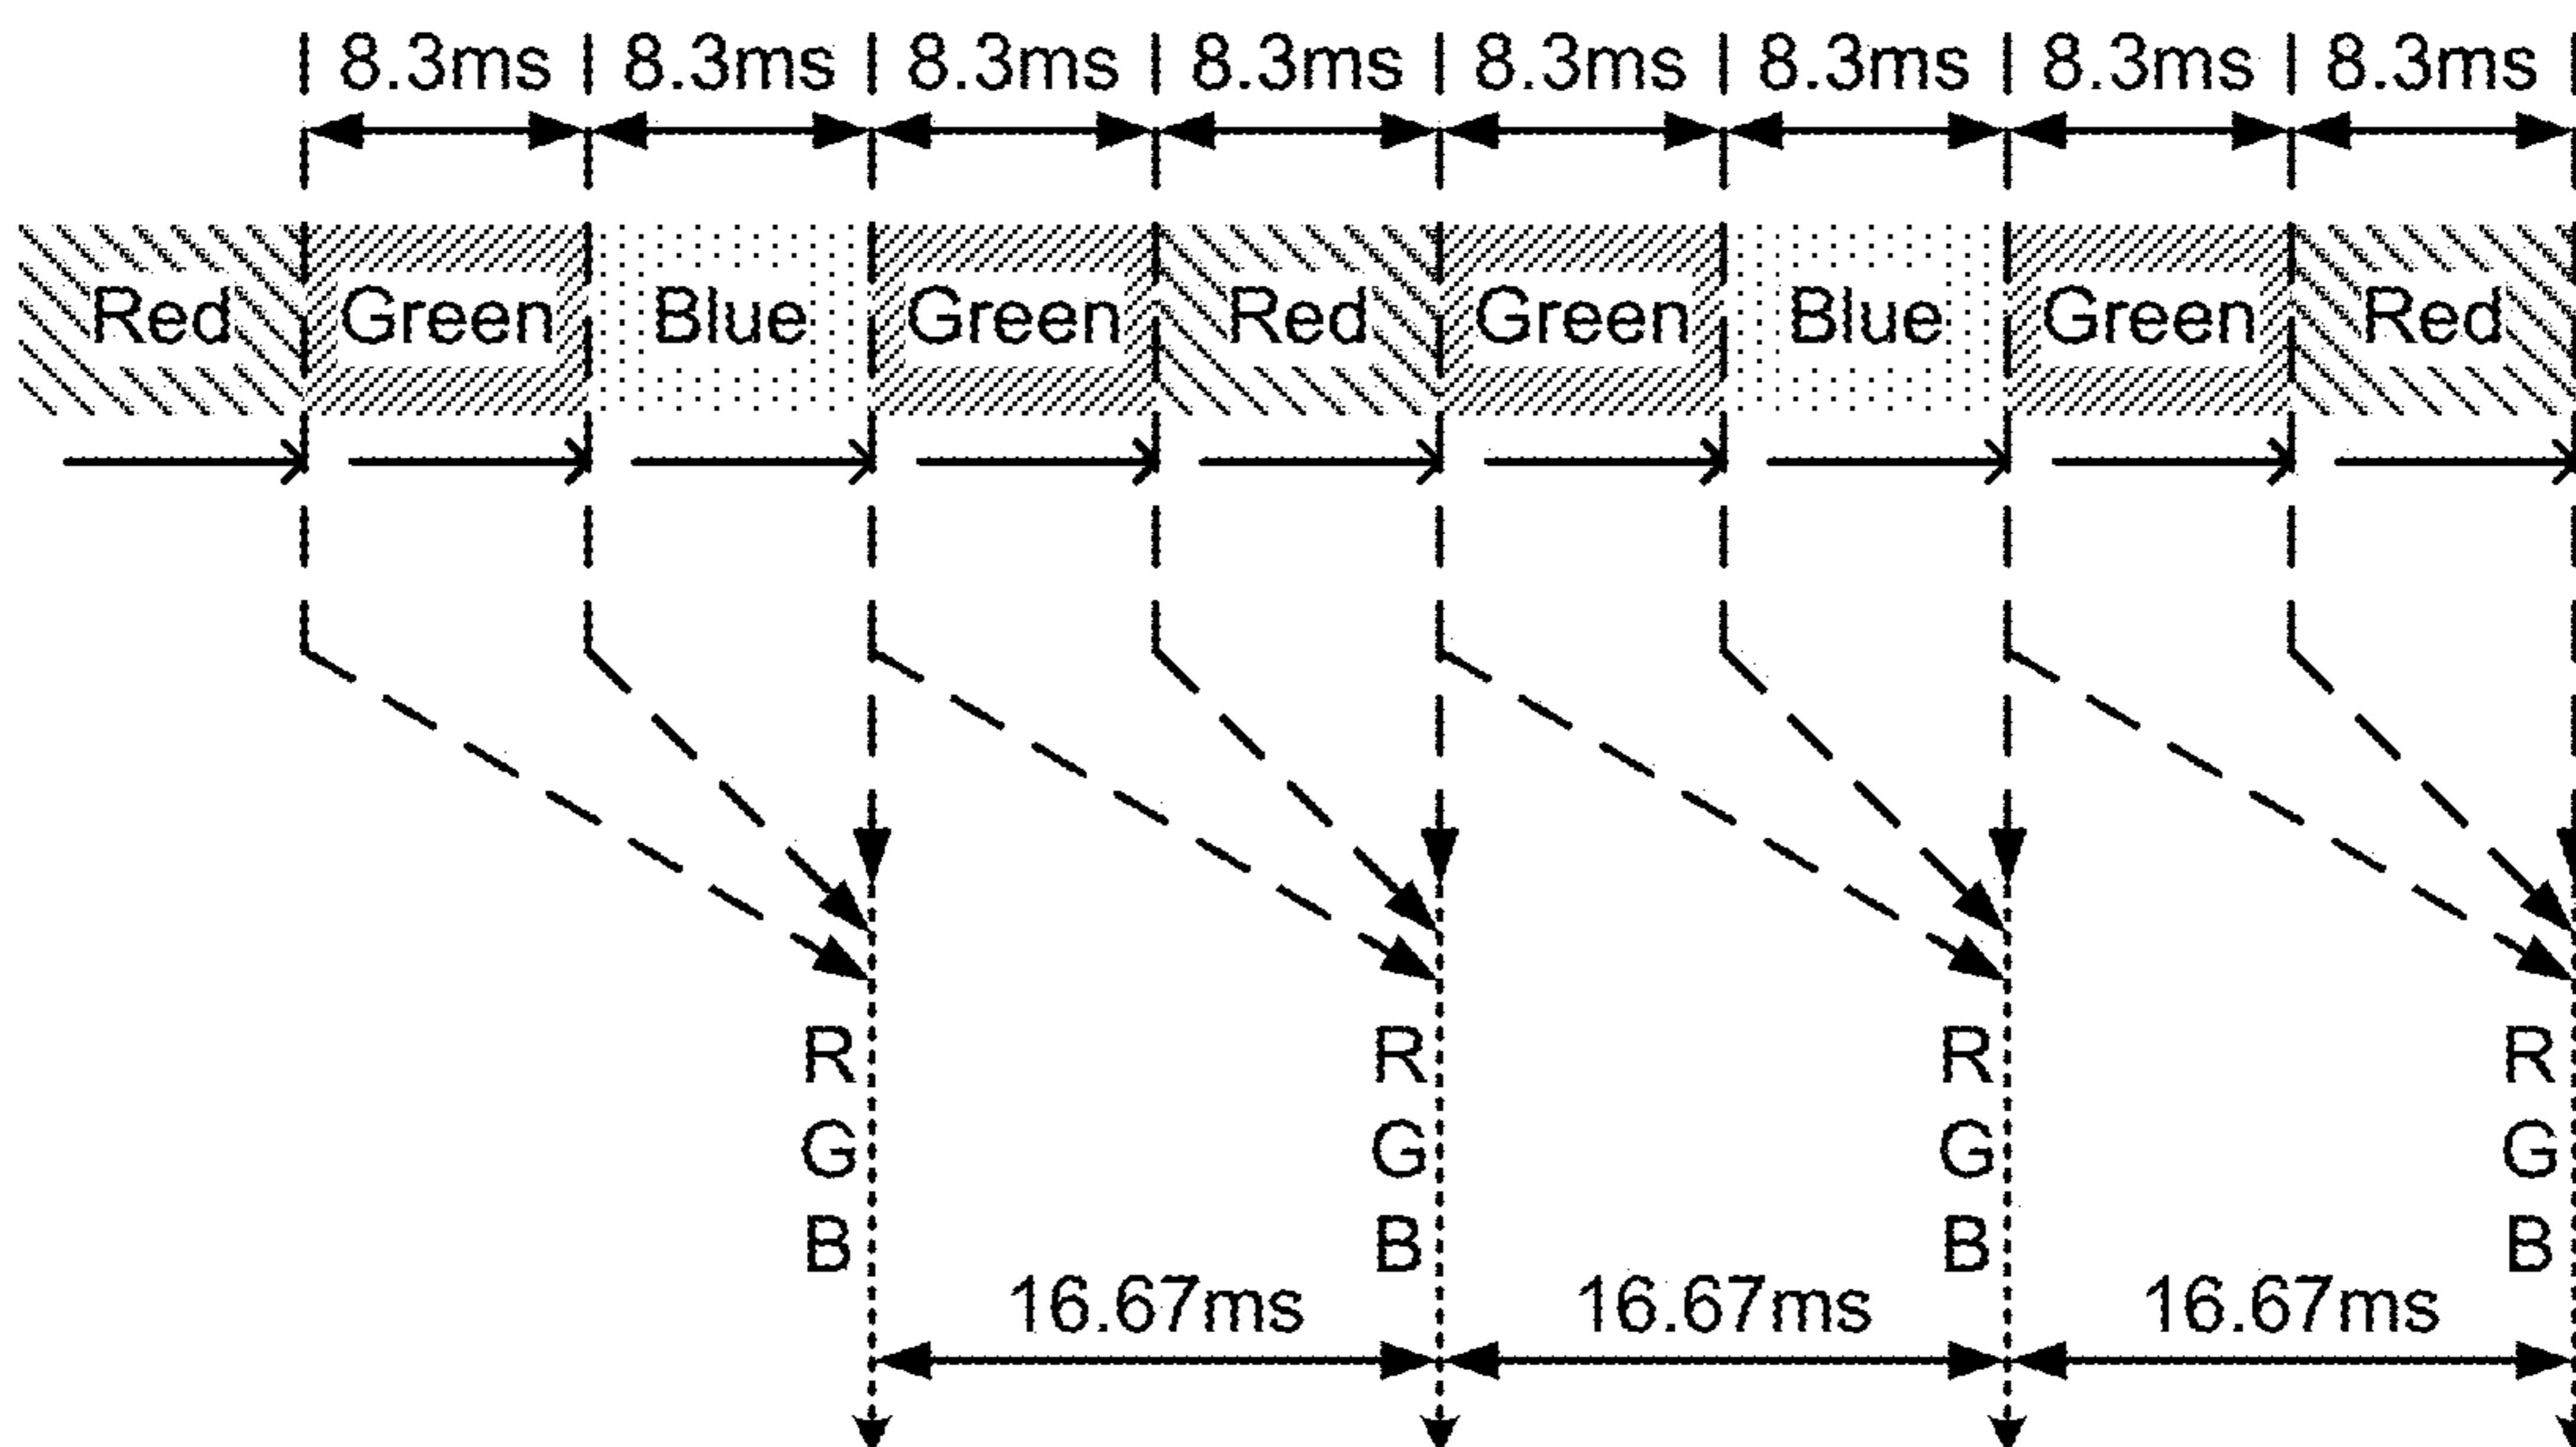 8.3ms 8.3ms 8.3ms 8.3ms 8.3ms 8.3ms 8.3ms 8.3ms
Red Green Blue Green Red Green Blue Green Red
R R R R
G G G G
B B B B
16.67ms 16.67ms 16.67ms